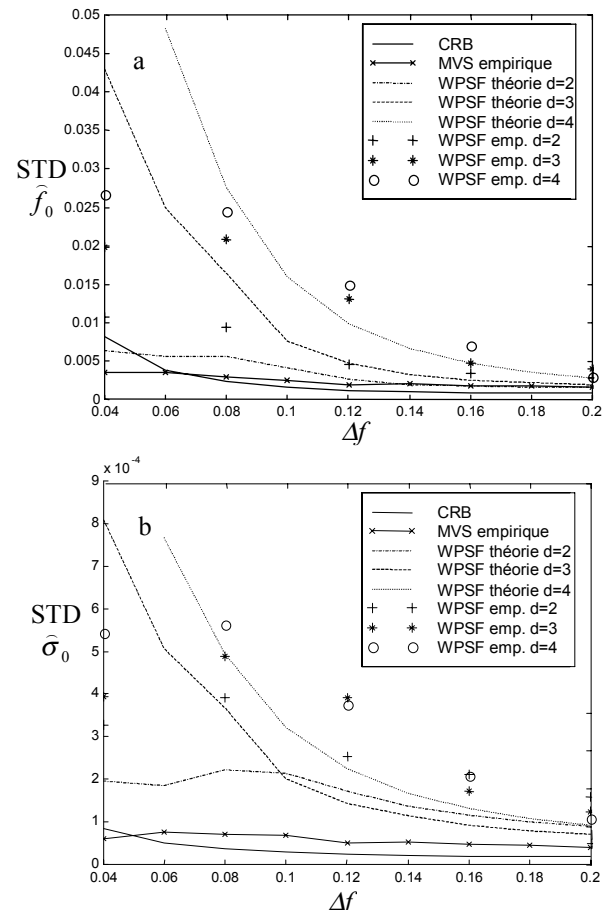 0.05
0.045
0.04
0.035
0.03
0.025
0.02
0.015
0.01
0.005
0
a
STD
f̂₀
CRB
MVS empirique
WPSF théorie d=2
WPSF théorie d=3
WPSF théorie d=4
WPSF emp. d=2
WPSF emp. d=3
WPSF emp. d=4
0.04 0.06 0.08 0.1 0.12 0.14 0.16 0.18 0.2
Δf
x 10⁻⁴
9
8
7
6
5
4
3
2
1
0
b
STD
σ̂₀
CRB
MVS empirique
WPSF théorie d=2
WPSF théorie d=3
WPSF théorie d=4
WPSF emp. d=2
WPSF emp. d=3
WPSF emp. d=4
0.04 0.06 0.08 0.1 0.12 0.14 0.16 0.18 0.2
Δf